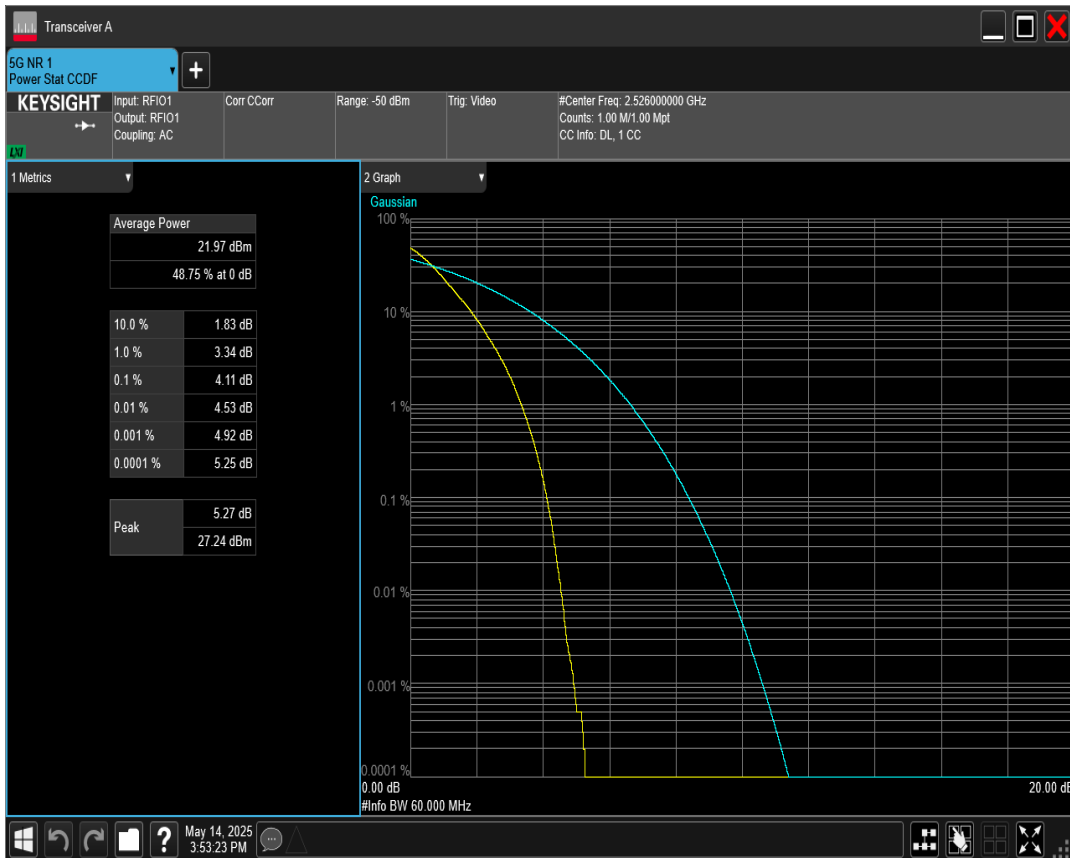 Transceiver A
5G NR 1
Power Stat CCDF
+
KEYSIGHT
LXI
Input: RFIO1
Output: RFIO1
Coupling: AC
Corr CCorr
Range: -50 dBm
Trig: Video
#Center Freq: 2.526000000 GHz
Counts: 1.00 M/1.00 Mpt
CC Info: DL, 1 CC
1 Metrics
Average Power
21.97 dBm
48.75 % at 0 dB
10.0 % 1.83 dB
1.0 % 3.34 dB
0.1 % 4.11 dB
0.01 % 4.53 dB
0.001 % 4.92 dB
0.0001 % 5.25 dB
Peak
5.27 dB
27.24 dBm
2 Graph
Gaussian
100 %
10 %
1 %
0.1 %
0.01 %
0.001 %
0.0001 %
0.00 dB 20.00 dB
#Info BW 60.000 MHz
?
May 14, 2025
3:53:23 PM